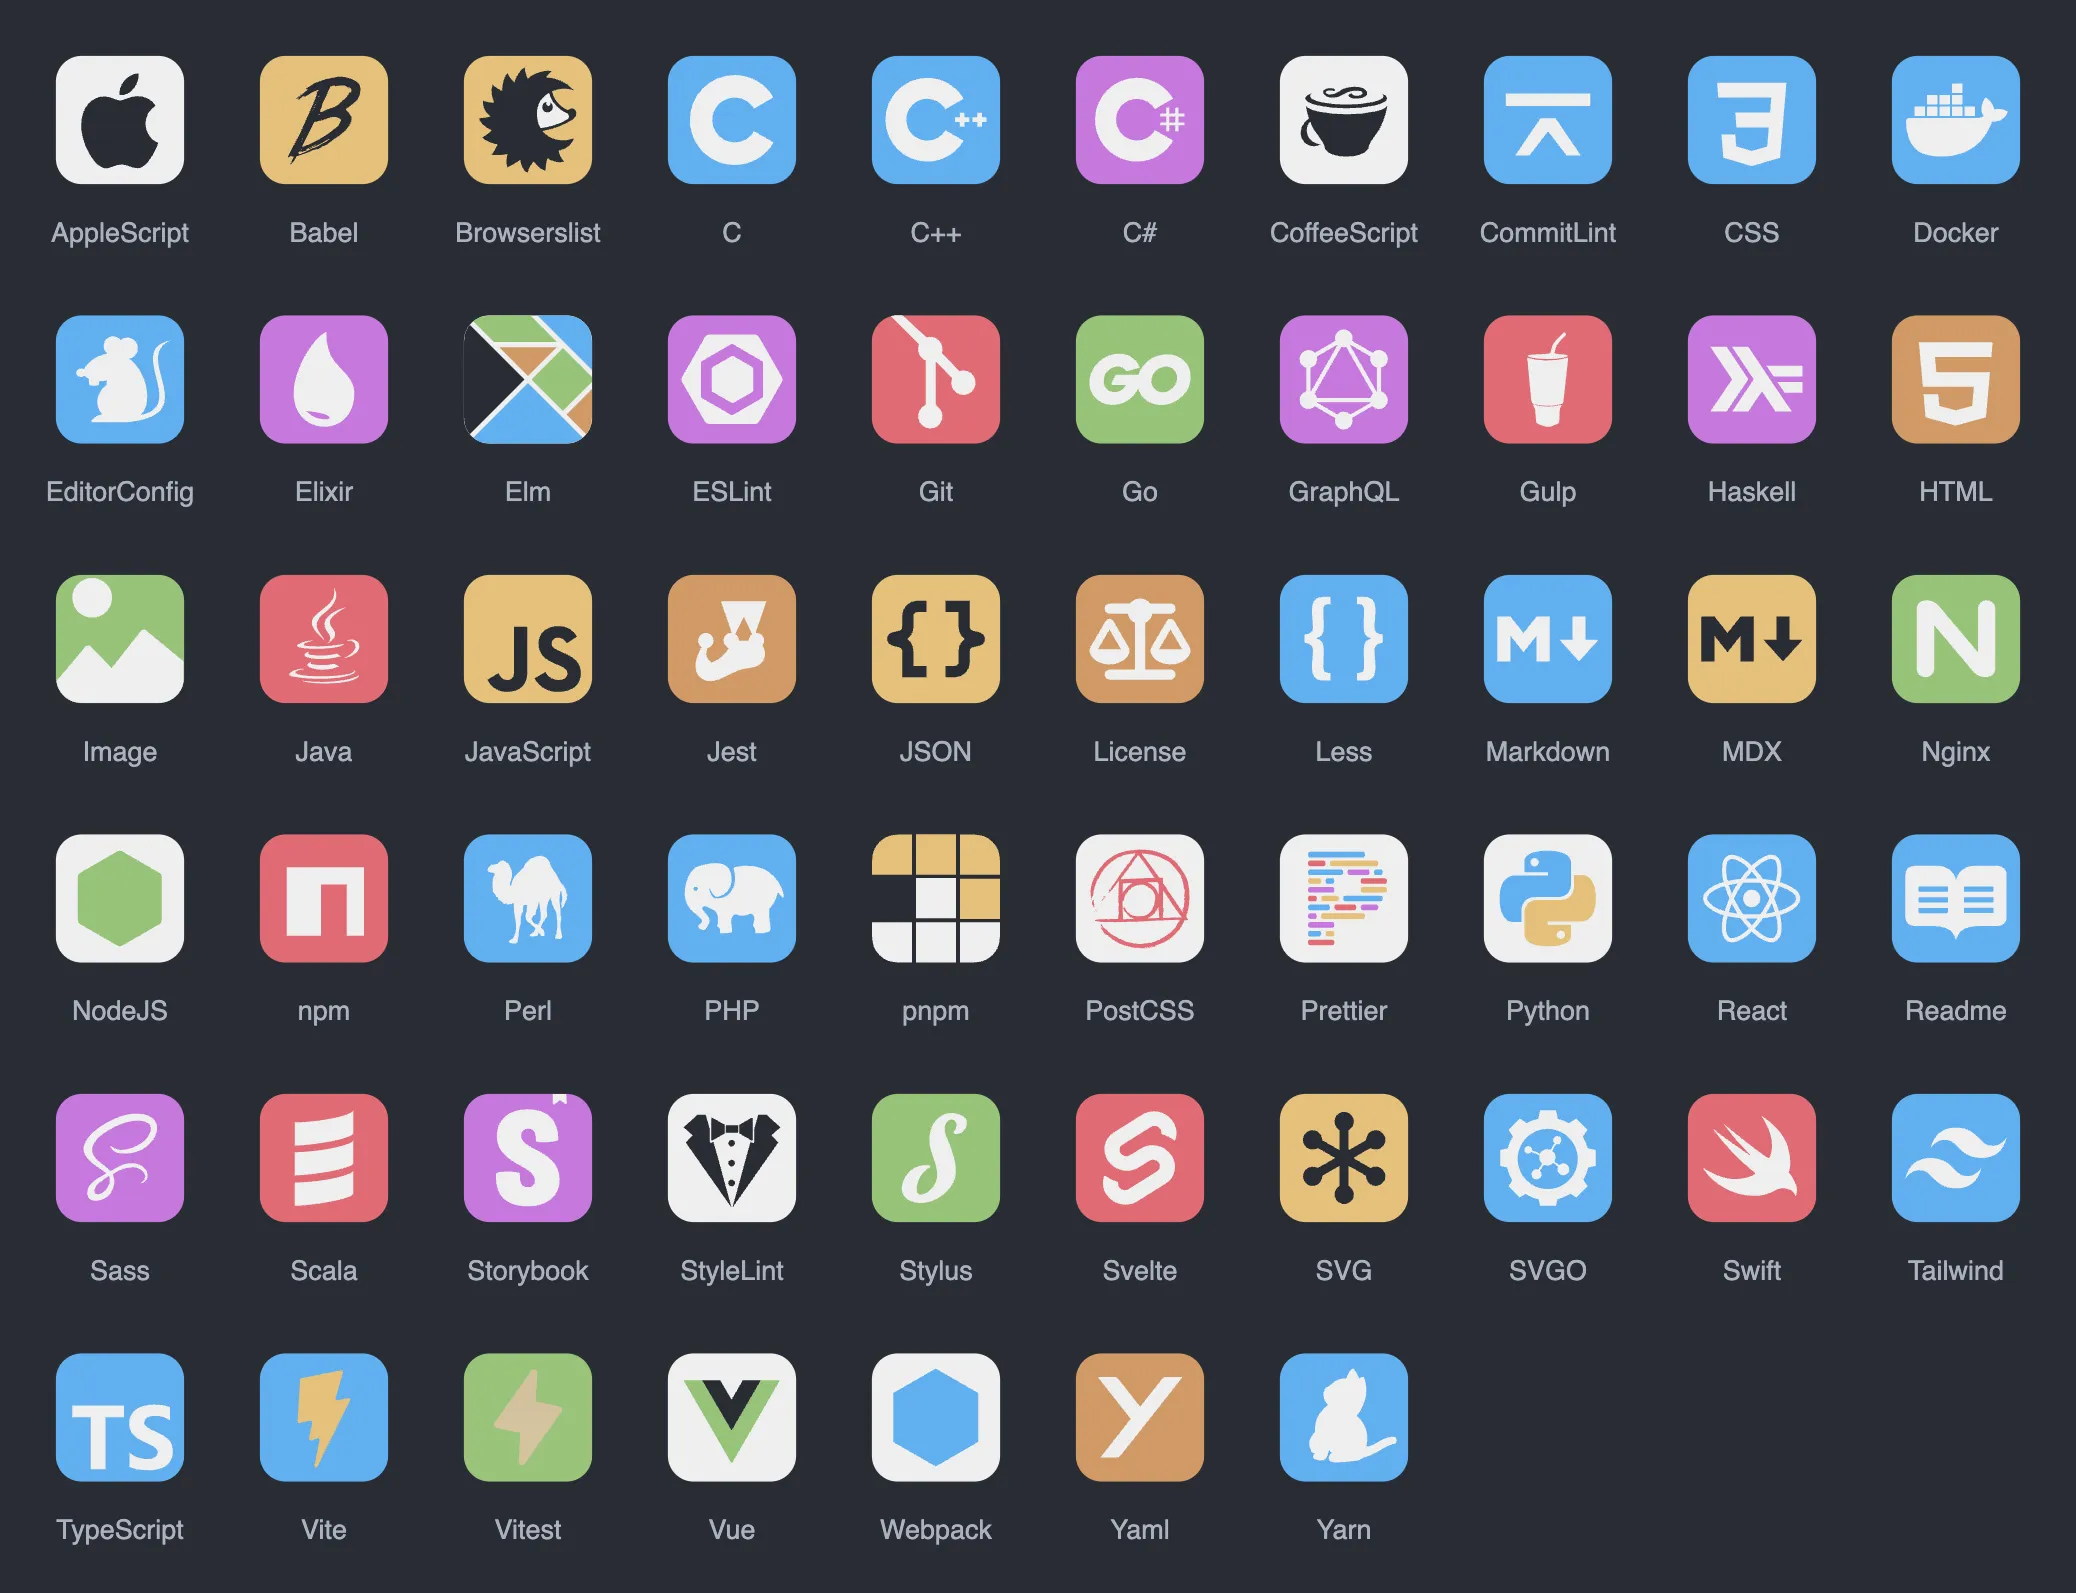 AppleScript Babel Browserslist C C++ C# CoffeeScript CommitLint CSS Docker
EditorConfig Elixir Elm ESLint Git Go GraphQL Gulp Haskell HTML
Image Java JavaScript Jest JSON License Less Markdown MDX Nginx
NodeJS npm Perl PHP pnpm PostCSS Prettier Python React Readme
Sass Scala Storybook StyleLint Stylus Svelte SVG SVGO Swift Tailwind
TypeScript Vite Vitest Vue Webpack Yaml Yarn